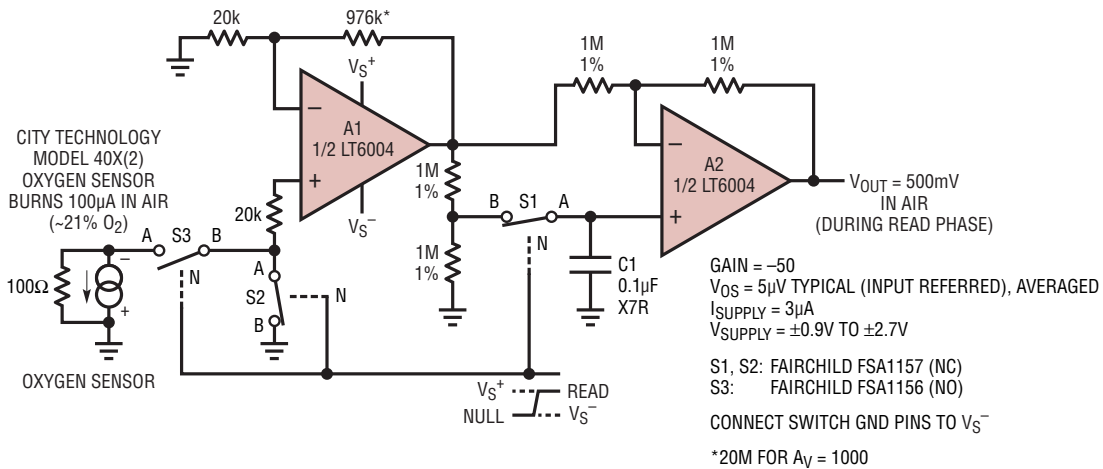 20k
976k*
1M
1%
1M
1%
VS+
CITY TECHNOLOGY
MODEL 40X(2)
OXYGEN SENSOR
BURNS 100µA IN AIR
(~21% O2)
–
A1
1/2 LT6004
+
VS–
1M
1%
–
A2
1/2 LT6004
+
VOUT = 500mV
IN AIR
(DURING READ PHASE)
20k
B S1 A
N
A S3 B
N
100Ω
–
+
A
S2
B
N
1M
1%
C1
0.1µF
X7R
OXYGEN SENSOR
GAIN = –50
VOS = 5µV TYPICAL (INPUT REFERRED), AVERAGED
ISUPPLY = 3µA
VSUPPLY = ±0.9V TO ±2.7V
S1, S2: FAIRCHILD FSA1157 (NC)
S3: FAIRCHILD FSA1156 (NO)
VS+ READ
NULL VS–
CONNECT SWITCH GND PINS TO VS–
*20M FOR AV = 1000